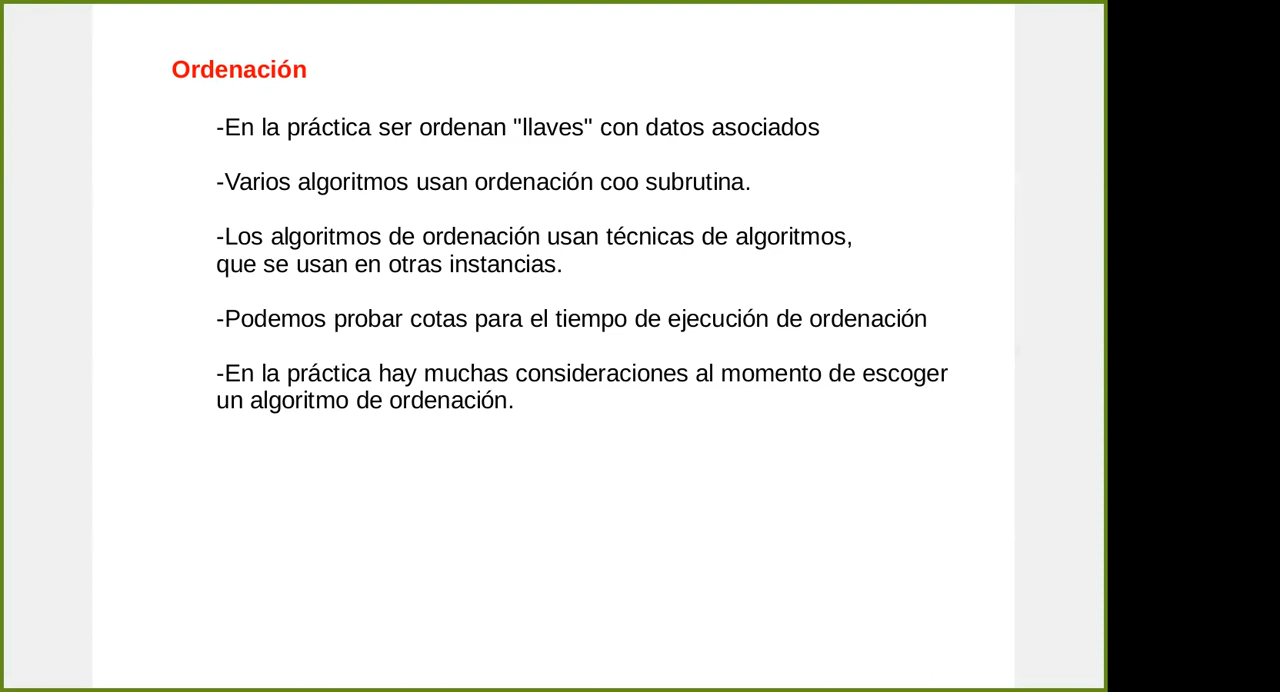 Ordenación
-En la práctica ser ordenan "llaves" con datos asociados
-Varios algoritmos usan ordenación coo subrutina.
-Los algoritmos de ordenación usan técnicas de algoritmos,
que se usan en otras instancias.
-Podemos probar cotas para el tiempo de ejecución de ordenación
-En la práctica hay muchas consideraciones al momento de escoger
un algoritmo de ordenación.